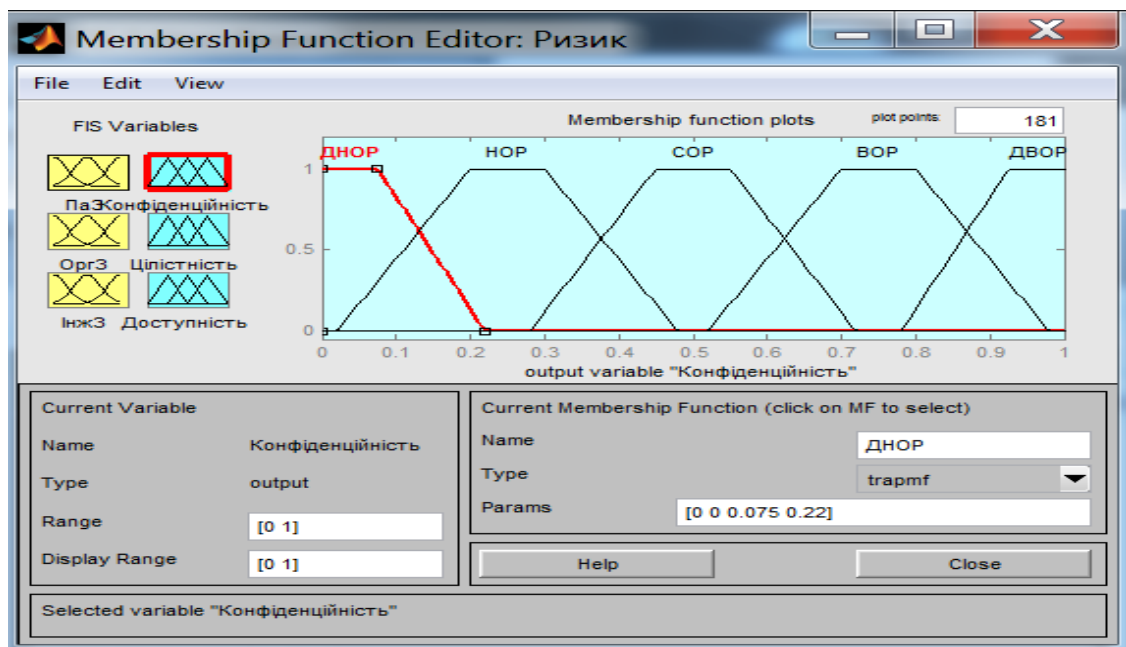 Membership Function Editor: Ризик
File Edit View
FIS Variables
Membership function plots
plot points:
181
ПаЗ Конфіденційність
ОргЗ Цілістність
ІнжЗ Доступність
ДНОР НОР СОР ВОР ДВОР
1
0.5
0
0 0.1 0.2 0.3 0.4 0.5 0.6 0.7 0.8 0.9 1
output variable "Конфіденційність"
Current Variable
Name Конфіденційність
Type output
Range [0 1]
Display Range [0 1]
Current Membership Function (click on MF to select)
Name ДНОР
Type trapmf
Params [0 0 0.075 0.22]
Help Close
Selected variable "Конфіденційність"